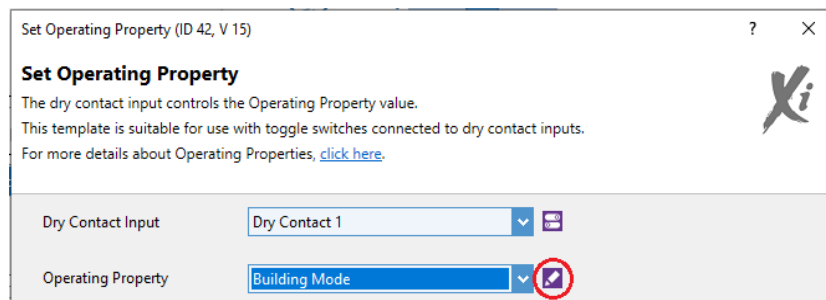 Set Operating Property (ID 42, V 15)
?
Set Operating Property
The dry contact input controls the Operating Property value.
This template is suitable for use with toggle switches connected to dry contact inputs.
For more details about Operating Properties, click here.
Xi
Dry Contact Input
Dry Contact 1
Operating Property
Building Mode